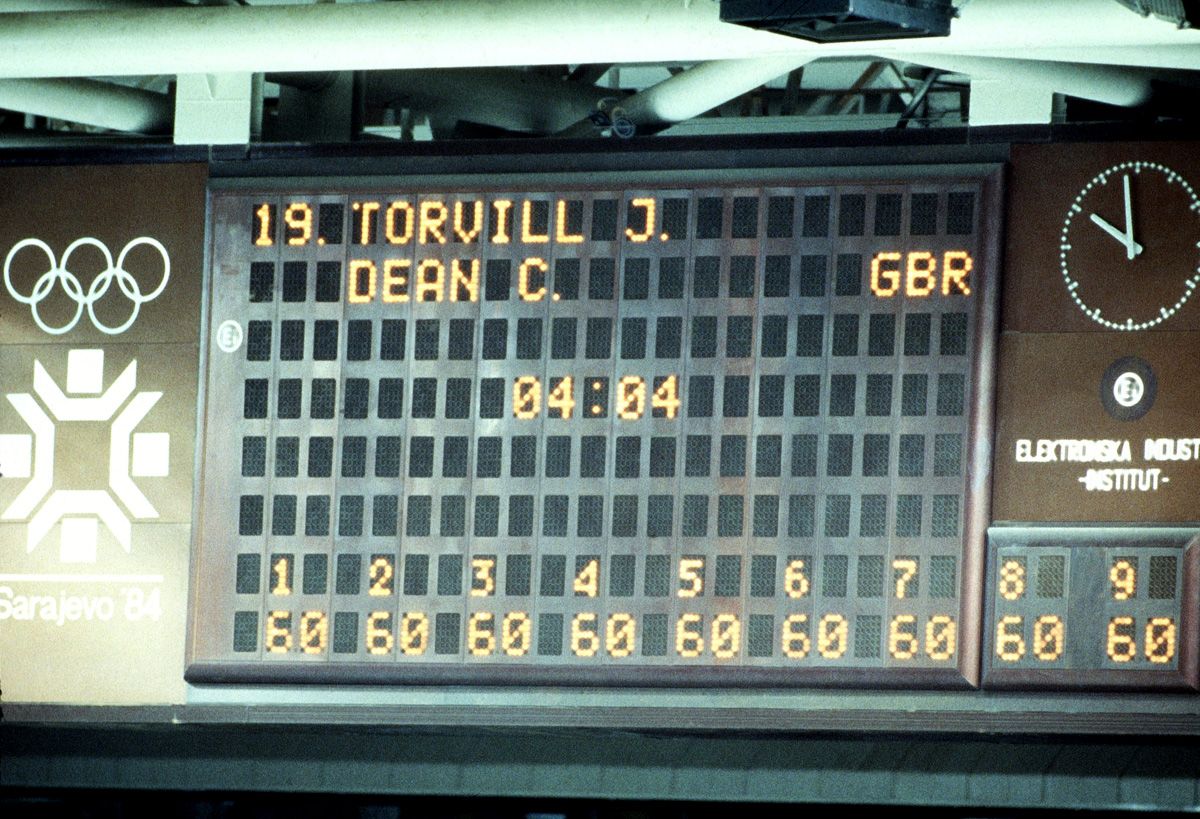 19. TORVILL J.
DEAN C. GBR
04:04
1 2 3 4 5 6 7 8 9
60 60 60 60 60 60 60 60 60
Sarajevo '84
ELEKTRONSKA INDUST
-INSTITUT-